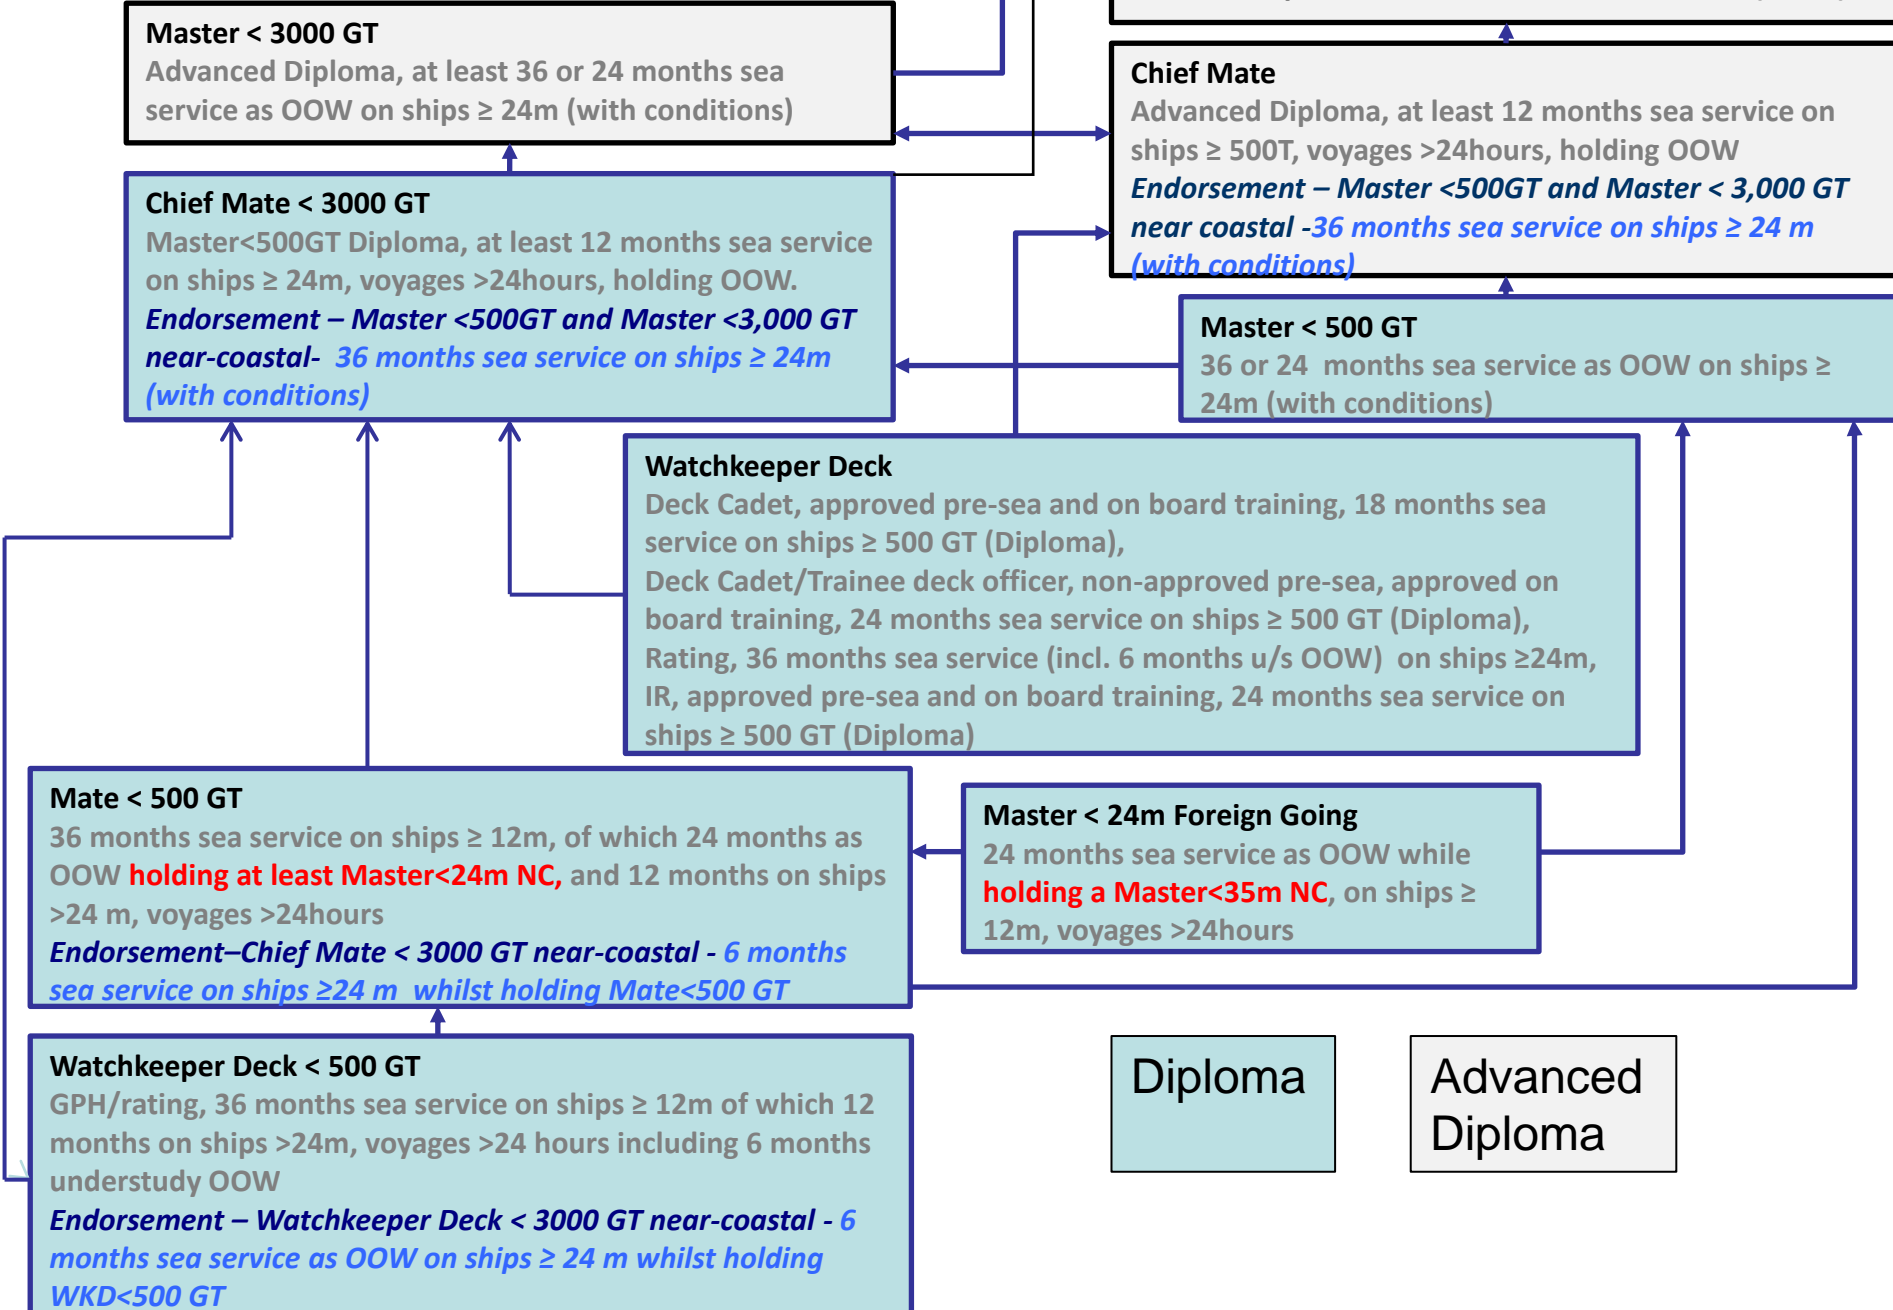 Master < 3000 GT
Advanced Diploma, at least 36 or 24 months sea
service as OOW on ships ≥ 24m (with conditions)
Chief Mate
Advanced Diploma, at least 12 months sea service on
ships ≥ 500T, voyages >24hours, holding OOW
Endorsement – Master <500GT and Master < 3,000 GT
near coastal -36 months sea service on ships ≥ 24 m
(with conditions)
Chief Mate < 3000 GT
Master<500GT Diploma, at least 12 months sea service
on ships ≥ 24m, voyages >24hours, holding OOW.
Endorsement – Master <500GT and Master <3,000 GT
near-coastal- 36 months sea service on ships ≥ 24m
(with conditions)
Master < 500 GT
36 or 24 months sea service as OOW on ships ≥
24m (with conditions)
Watchkeeper Deck
Deck Cadet, approved pre-sea and on board training, 18 months sea
service on ships ≥ 500 GT (Diploma),
Deck Cadet/Trainee deck officer, non-approved pre-sea, approved on
board training, 24 months sea service on ships ≥ 500 GT (Diploma),
Rating, 36 months sea service (incl. 6 months u/s OOW) on ships ≥24m,
IR, approved pre-sea and on board training, 24 months sea service on
ships ≥ 500 GT (Diploma)
Mate < 500 GT
36 months sea service on ships ≥ 12m, of which 24 months as
OOW holding at least Master<24m NC, and 12 months on ships
>24 m, voyages >24hours
Endorsement–Chief Mate < 3000 GT near-coastal - 6 months
sea service on ships ≥24 m whilst holding Mate<500 GT
Master < 24m Foreign Going
24 months sea service as OOW while
holding a Master<35m NC, on ships ≥
12m, voyages >24hours
Watchkeeper Deck < 500 GT
GPH/rating, 36 months sea service on ships ≥ 12m of which 12
months on ships >24m, voyages >24 hours including 6 months
understudy OOW
Endorsement – Watchkeeper Deck < 3000 GT near-coastal - 6
months sea service as OOW on ships ≥ 24 m whilst holding
WKD<500 GT
Diploma
Advanced
Diploma